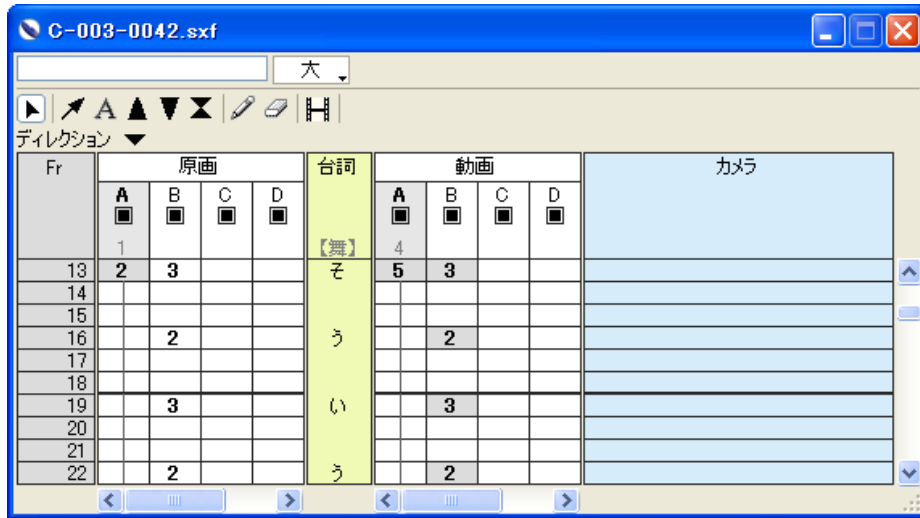 C-003-0042.sxf
大
A
ディレクション
Fr 原画 台詞 動画 カメラ
A B C D A B C D
1 【舞】 4
13 2 3 そ 5 3
14
15
16 2 う 2
17
18
19 3 い 3
20
21
22 2 う 2